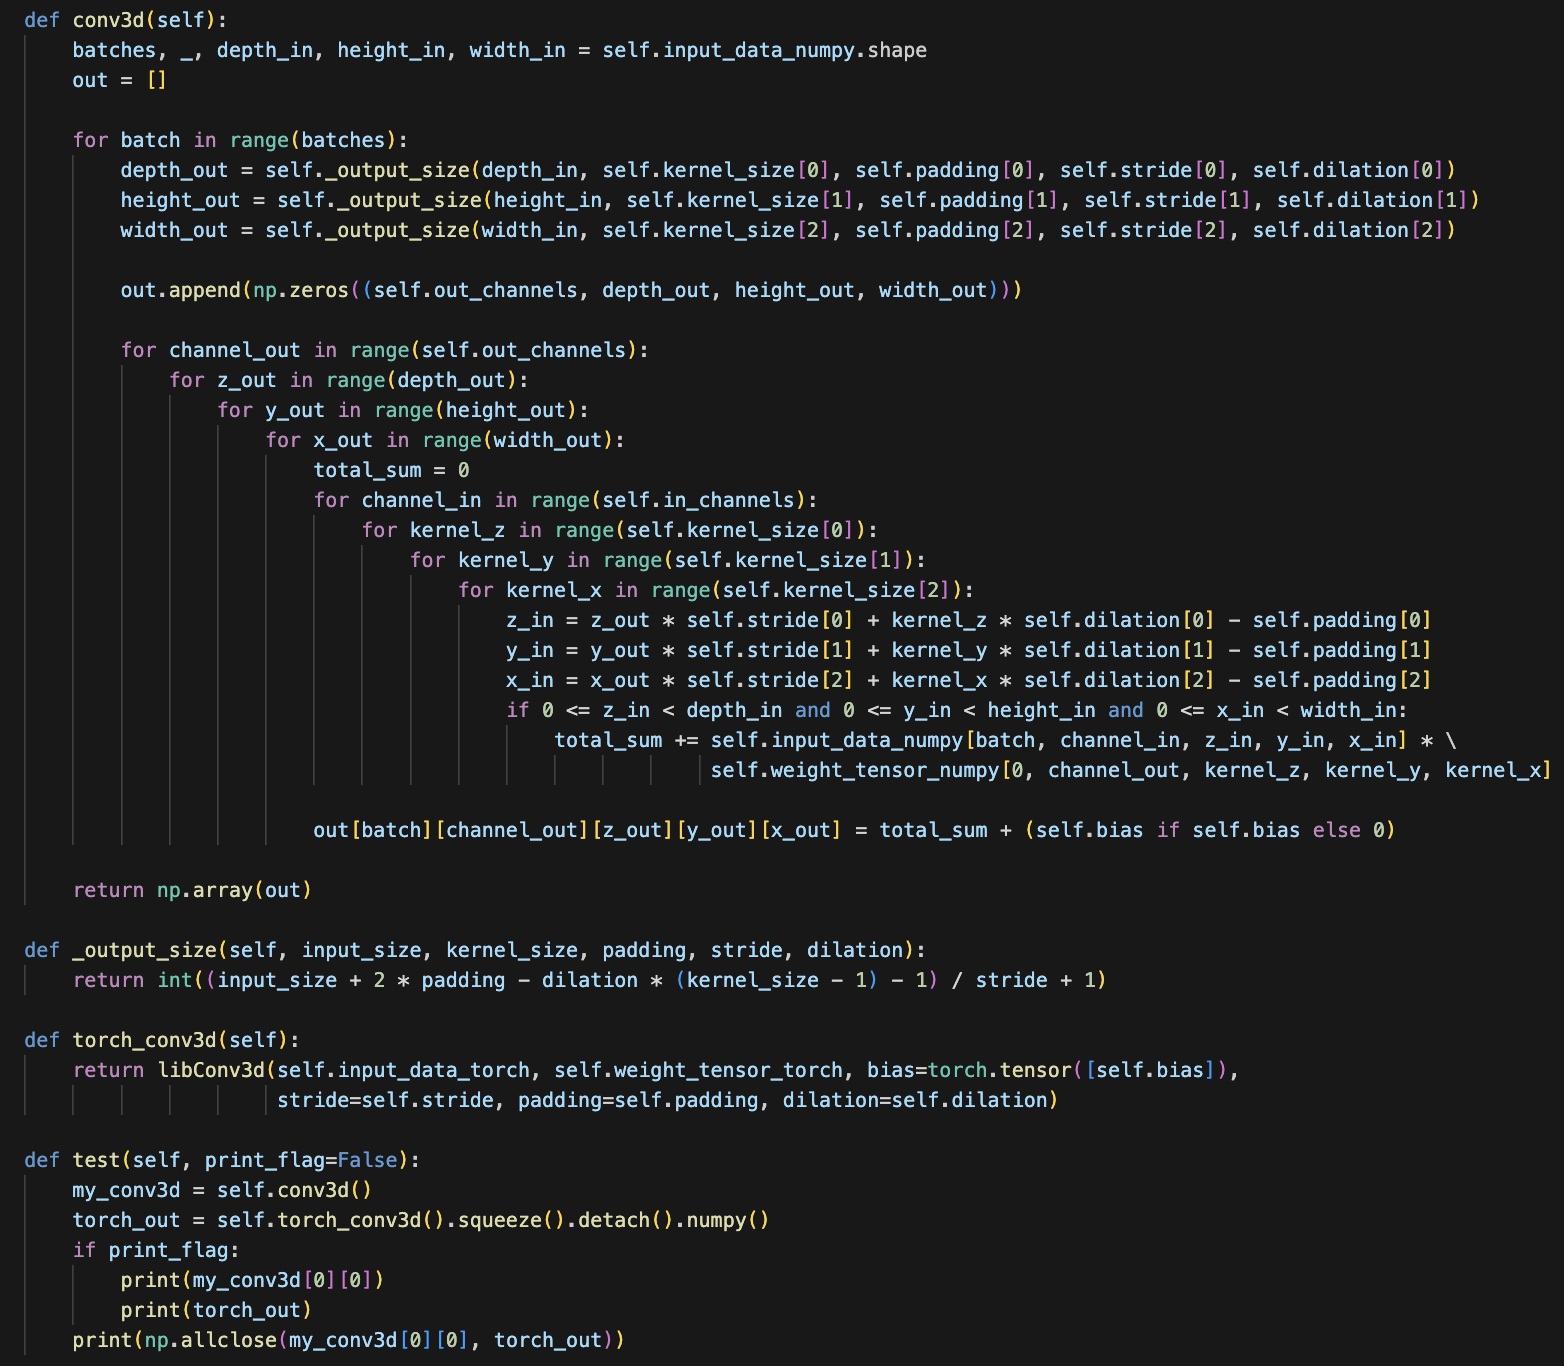 def conv3d(self):
    batches, _, depth_in, height_in, width_in = self.input_data_numpy.shape
    out = []

    for batch in range(batches):
        depth_out = self._output_size(depth_in, self.kernel_size[0], self.padding[0], self.stride[0], self.dilation[0])
        height_out = self._output_size(height_in, self.kernel_size[1], self.padding[1], self.stride[1], self.dilation[1])
        width_out = self._output_size(width_in, self.kernel_size[2], self.padding[2], self.stride[2], self.dilation[2])

        out.append(np.zeros((self.out_channels, depth_out, height_out, width_out)))

        for channel_out in range(self.out_channels):
            for z_out in range(depth_out):
                for y_out in range(height_out):
                    for x_out in range(width_out):
                        total_sum = 0
                        for channel_in in range(self.in_channels):
                            for kernel_z in range(self.kernel_size[0]):
                                for kernel_y in range(self.kernel_size[1]):
                                    for kernel_x in range(self.kernel_size[2]):
                                        z_in = z_out * self.stride[0] + kernel_z * self.dilation[0] - self.padding[0]
                                        y_in = y_out * self.stride[1] + kernel_y * self.dilation[1] - self.padding[1]
                                        x_in = x_out * self.stride[2] + kernel_x * self.dilation[2] - self.padding[2]
                                        if 0 <= z_in < depth_in and 0 <= y_in < height_in and 0 <= x_in < width_in:
                                            total_sum += self.input_data_numpy[batch, channel_in, z_in, y_in, x_in] * \
                                                         self.weight_tensor_numpy[0, channel_out, kernel_z, kernel_y, kernel_x]

                        out[batch][channel_out][z_out][y_out][x_out] = total_sum + (self.bias if self.bias else 0)

    return np.array(out)

def _output_size(self, input_size, kernel_size, padding, stride, dilation):
    return int((input_size + 2 * padding - dilation * (kernel_size - 1) - 1) / stride + 1)

def torch_conv3d(self):
    return libConv3d(self.input_data_torch, self.weight_tensor_torch, bias=torch.tensor([self.bias]),
                     stride=self.stride, padding=self.padding, dilation=self.dilation)

def test(self, print_flag=False):
    my_conv3d = self.conv3d()
    torch_out = self.torch_conv3d().squeeze().detach().numpy()
    if print_flag:
        print(my_conv3d[0][0])
        print(torch_out)
    print(np.allclose(my_conv3d[0][0], torch_out))